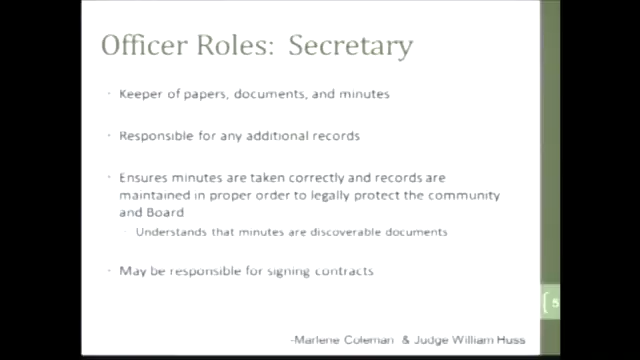 Officer Roles: Secretary
Keeper of papers, documents, and minutes
Responsible for any additional records
Ensures minutes are taken correctly and records are
maintained in proper order to legally protect the community
and Board
Understands that minutes are discoverable documents
May be responsible for signing contracts
5
-Marlene Coleman & Judge William Huss